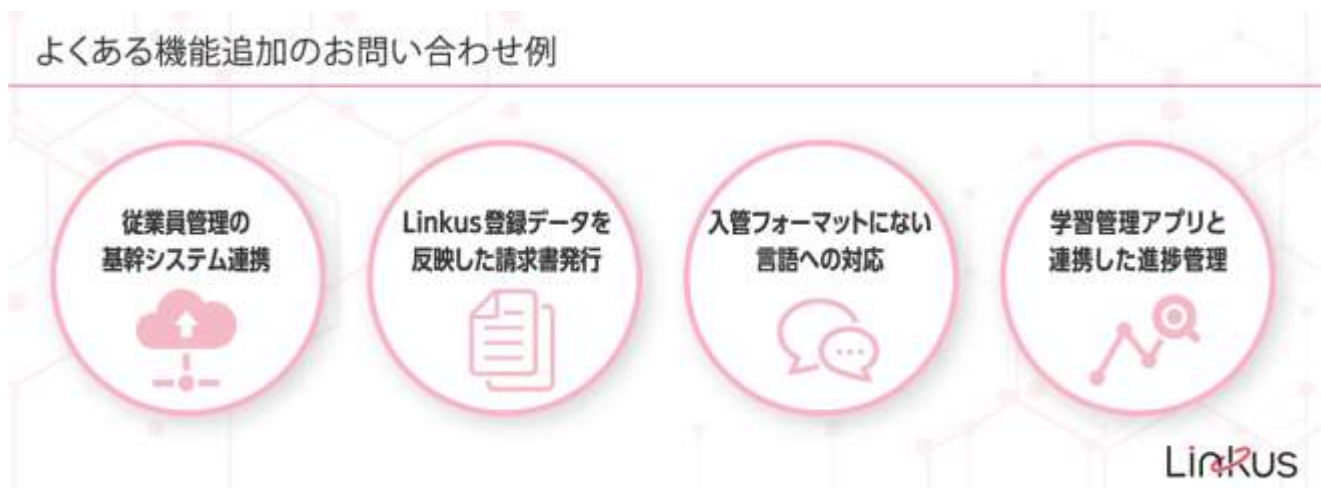 よくある機能追加のお問い合わせ例
従業員管理の
基幹システム連携
Linkus登録データを
反映した請求書発行
入管フォーマットにない
言語への対応
学習管理アプリと
連携した進捗管理
Linkus